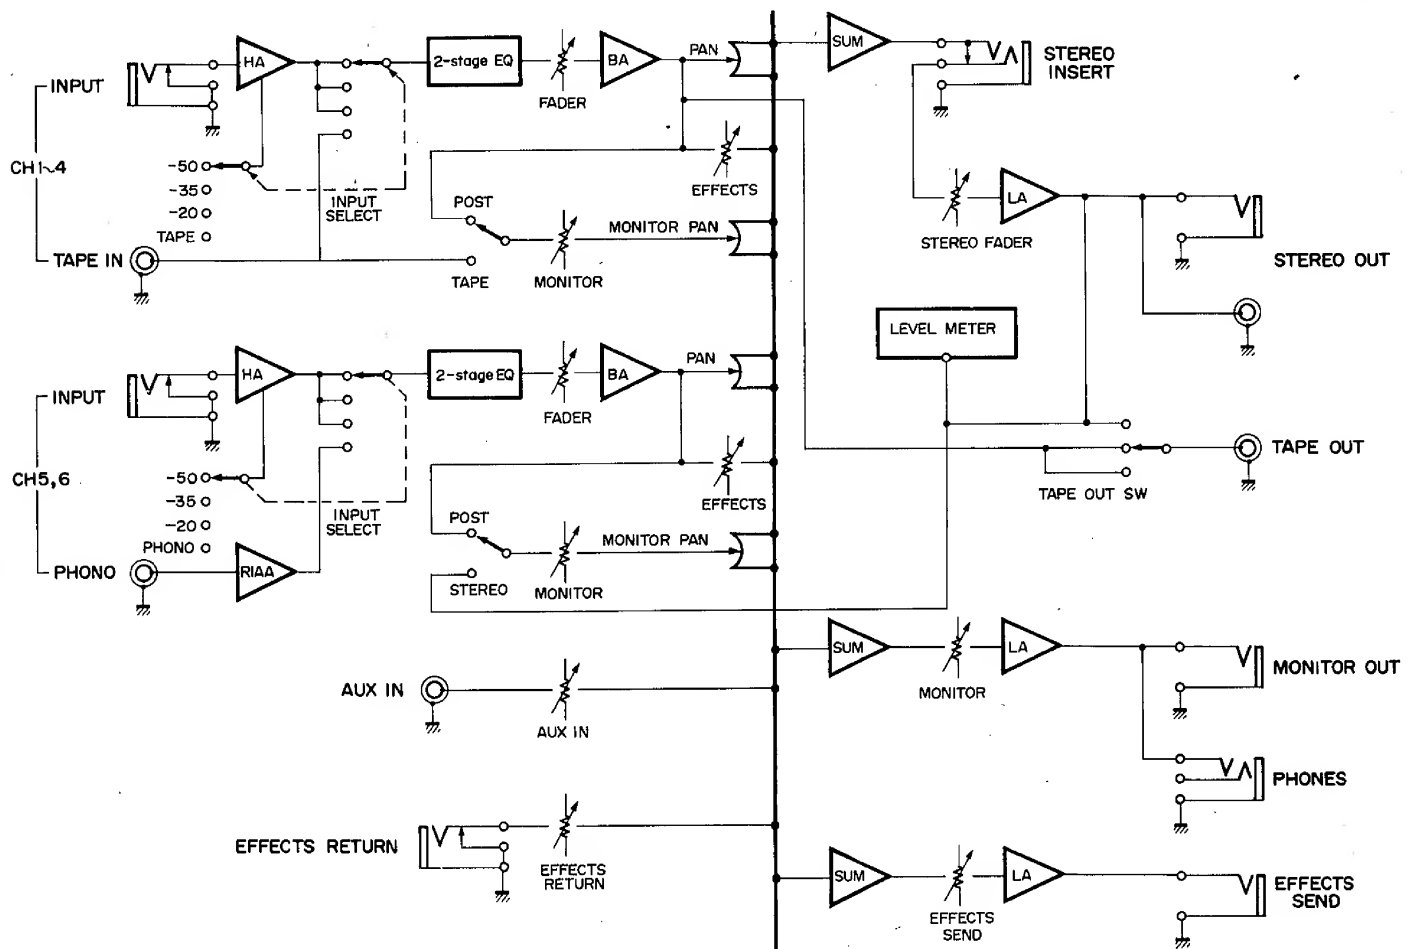 INPUT
HA
2-stage EQ
FADER
BA
PAN
SUM
STEREO
INSERT
CH1~4
-50
-35
-20
TAPE
INPUT
SELECT
EFFECTS
POST
MONITOR PAN
TAPE IN
TAPE
MONITOR
STEREO FADER
LA
STEREO OUT
LEVEL METER
INPUT
HA
2-stage EQ
FADER
BA
PAN
CH5,6
-50
-35
-20
PHONO
INPUT
SELECT
EFFECTS
TAPE OUT
TAPE OUT SW
POST
MONITOR PAN
PHONO
RIAA
STEREO
MONITOR
SUM
MONITOR
LA
MONITOR OUT
AUX IN
AUX IN
PHONES
EFFECTS RETURN
EFFECTS
RETURN
SUM
EFFECTS
SEND
LA
EFFECTS
SEND